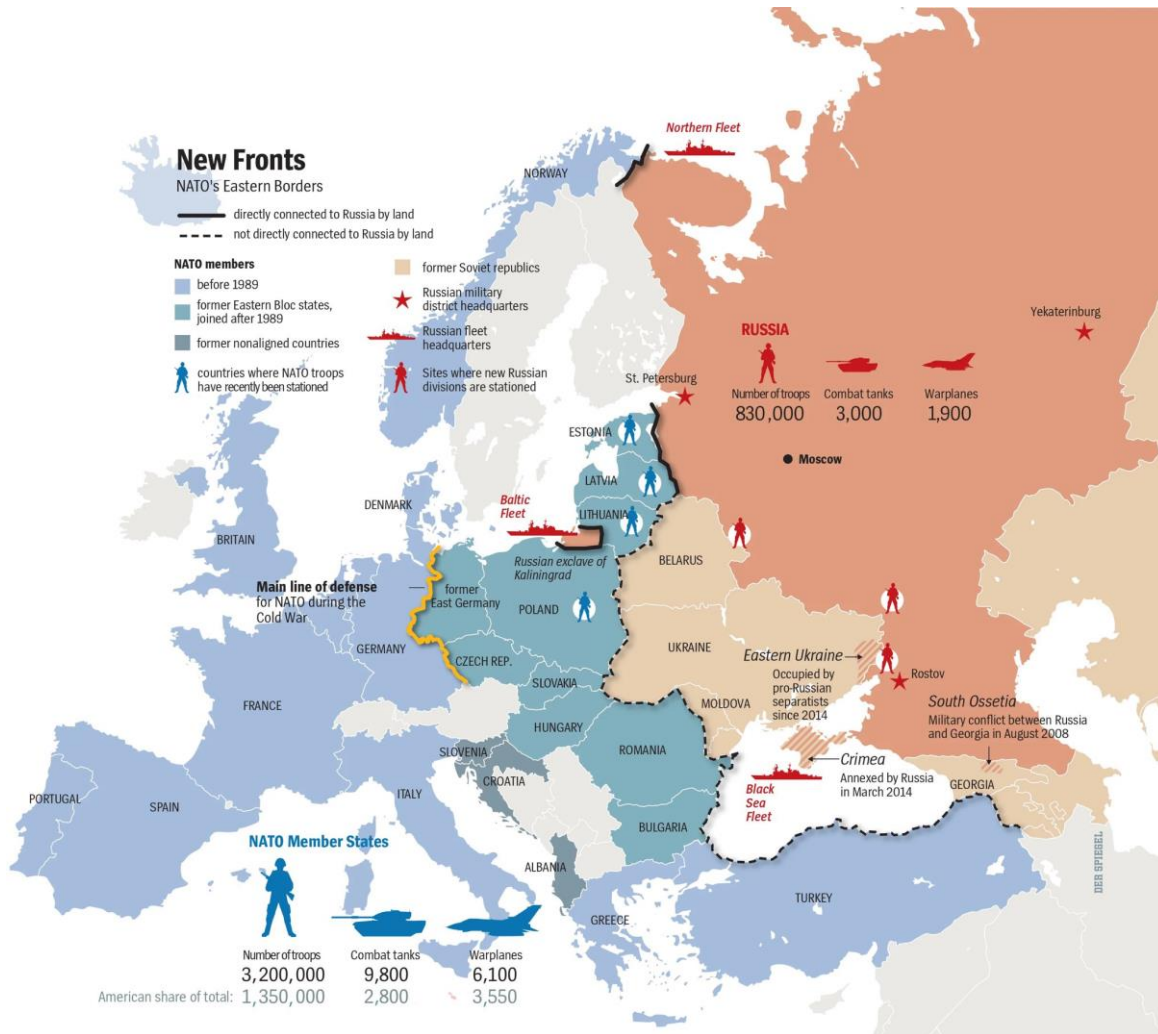 New Fronts
NATO's Eastern Borders
directly connected to Russia by land
not directly connected to Russia by land
NATO members
before 1989
former Eastern Bloc states,
joined after 1989
former nonaligned countries
countries where NATO troops
have recently been stationed
former Soviet republics
Russian military
district headquarters
Russian fleet
headquarters
Sites where new Russian
divisions are stationed
Northern Fleet
NORWAY
Yekaterinburg
RUSSIA
Number of troops
830,000
Combat tanks
3,000
Warplanes
1,900
St. Petersburg
Moscow
ESTONIA
LATVIA
LITHUANIA
Baltic
Fleet
DENMARK
BRITAIN
Russian exclave of
Kaliningrad
BELARUS
Main line of defense
for NATO during the
Cold War
former
East Germany
POLAND
GERMANY
CZECH REP.
UKRAINE
Eastern Ukraine
Occupied by
pro-Russian
separatists
since 2014
Rostov
SLOVAKIA
MOLDOVA
FRANCE
HUNGARY
South Ossetia
Military conflict between Russia
and Georgia in August 2008
SLOVENIA
ROMANIA
CROATIA
Crimea
Annexed by Russia
in March 2014
GEORGIA
PORTUGAL
SPAIN
ITALY
Black
Sea
Fleet
BULGARIA
NATO Member States
ALBANIA
GREECE
TURKEY
DER SPIEGEL
Number of troops
3,200,000
Combat tanks
9,800
Warplanes
6,100
American share of total: 1,350,000 2,800 3,550